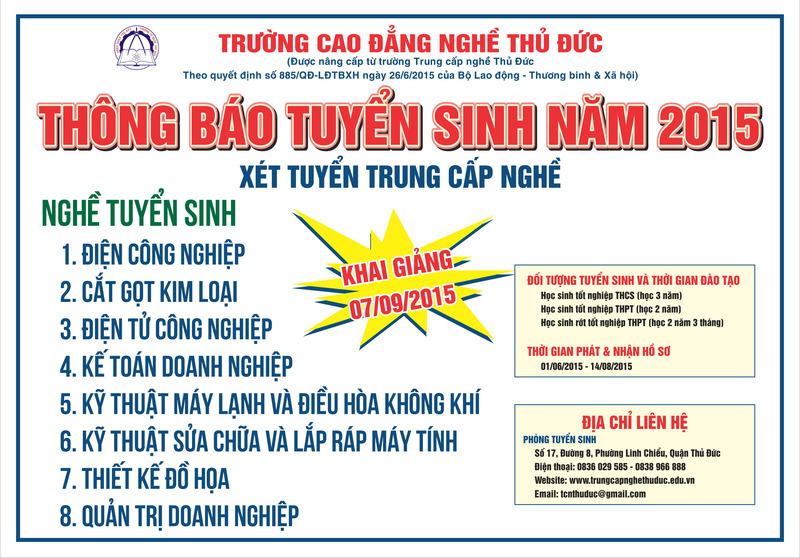 TRƯỜNG CAO ĐẲNG NGHỀ THỦ ĐỨC
(Được nâng cấp từ trường Trung cấp nghề Thủ Đức
Theo quyết định số 885/QĐ-LĐTBXH ngày 26/6/2015 của Bộ Lao động - Thương binh & Xã hội)
THÔNG BÁO TUYỂN SINH NĂM 2015
XÉT TUYỂN TRUNG CẤP NGHỀ
NGHỀ TUYỂN SINH
1. ĐIỆN CÔNG NGHIỆP
2. CẮT GỌT KIM LOẠI
3. ĐIỆN TỬ CÔNG NGHIỆP
4. KẾ TOÁN DOANH NGHIỆP
5. KỸ THUẬT MÁY LẠNH VÀ ĐIỀU HÒA KHÔNG KHÍ
6. KỸ THUẬT SỬA CHỮA VÀ LẮP RÁP MÁY TÍNH
7. THIẾT KẾ ĐỒ HỌA
8. QUẢN TRỊ DOANH NGHIỆP
KHAI GIẢNG
07/09/2015
ĐỐI TƯỢNG TUYỂN SINH VÀ THỜI GIAN ĐÀO TẠO
Học sinh tốt nghiệp THCS (học 3 năm)
Học sinh tốt nghiệp THPT (học 2 năm)
Học sinh rớt tốt nghiệp THPT (học 2 năm 3 tháng)
THỜI GIAN PHÁT & NHẬN HỒ SƠ
01/06/2015 - 14/08/2015
ĐỊA CHỈ LIÊN HỆ
PHÒNG TUYỂN SINH
Số 17, Đường 8, Phường Linh Chiểu, Quận Thủ Đức
Điện thoại: 0836 029 585 - 0838 966 888
Website: www.trungcapnghethuduc.edu.vn
Email: tcnthuduc@gmail.com